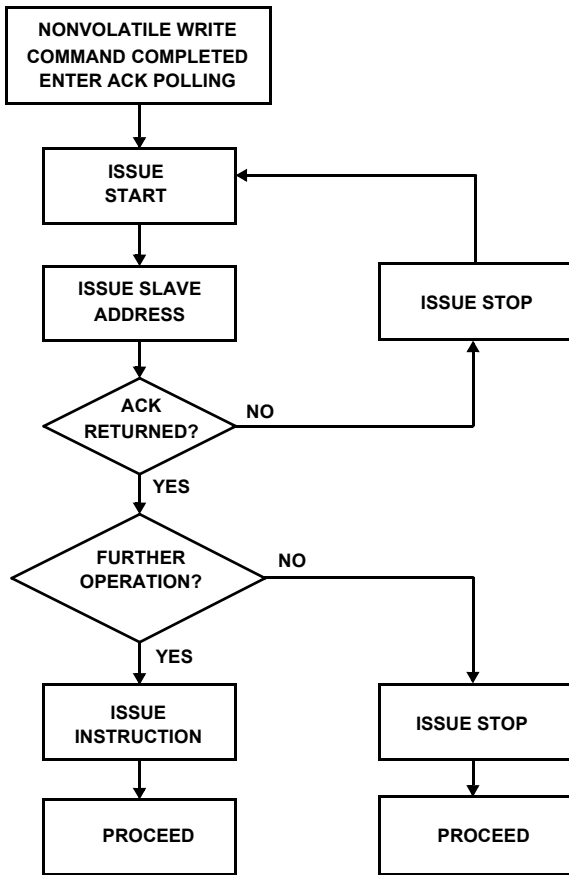 NONVOLATILE WRITE
COMMAND COMPLETED
ENTER ACK POLLING
ISSUE
START
ISSUE SLAVE
ADDRESS
ISSUE STOP
ACK
RETURNED?
NO
YES
FURTHER
OPERATION?
NO
YES
ISSUE
INSTRUCTION
ISSUE STOP
PROCEED
PROCEED